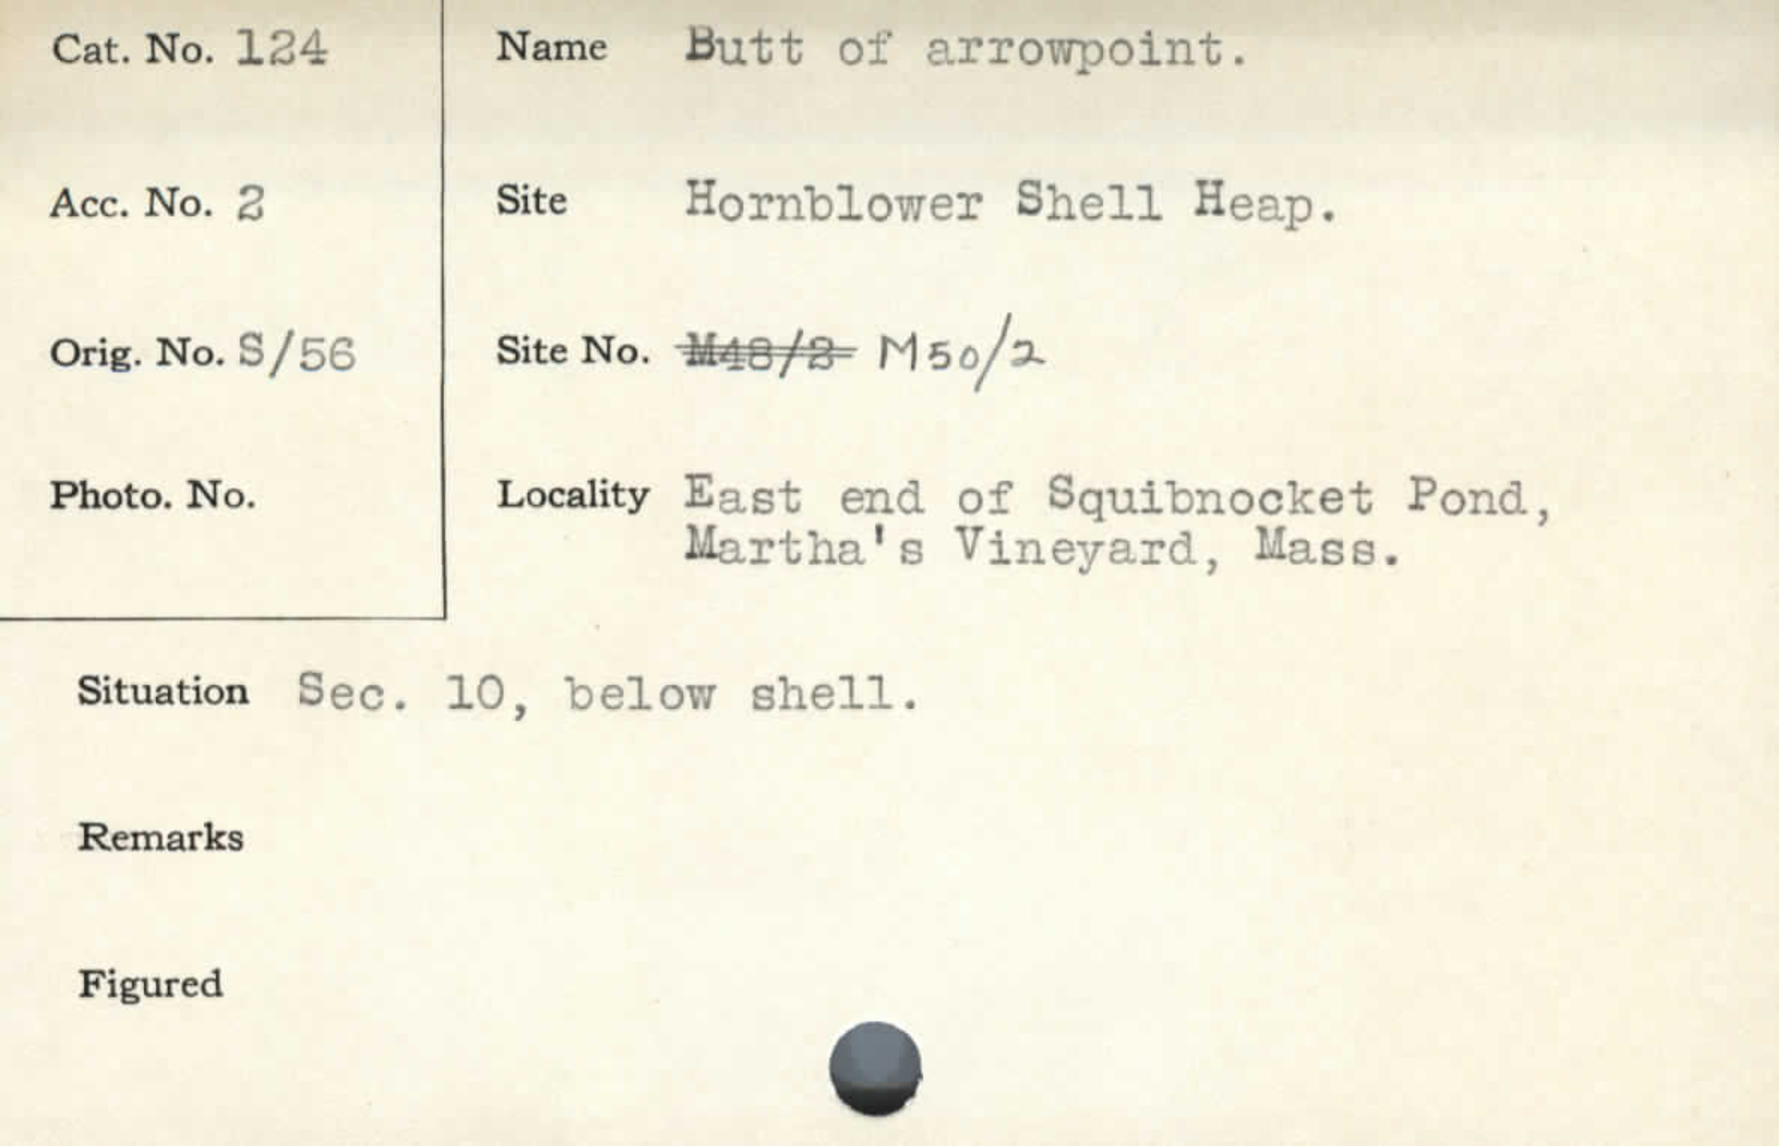 Cat. No. 124
Name Butt of arrowpoint.
Acc. No. 2
Site Hornblower Shell Heap.
Orig. No. S/56
Site No. M48/2 M50/2
Photo. No.
Locality East end of Squibnocket Pond,
Martha's Vineyard, Mass.
Situation Sec. 10, below shell.
Remarks
Figured